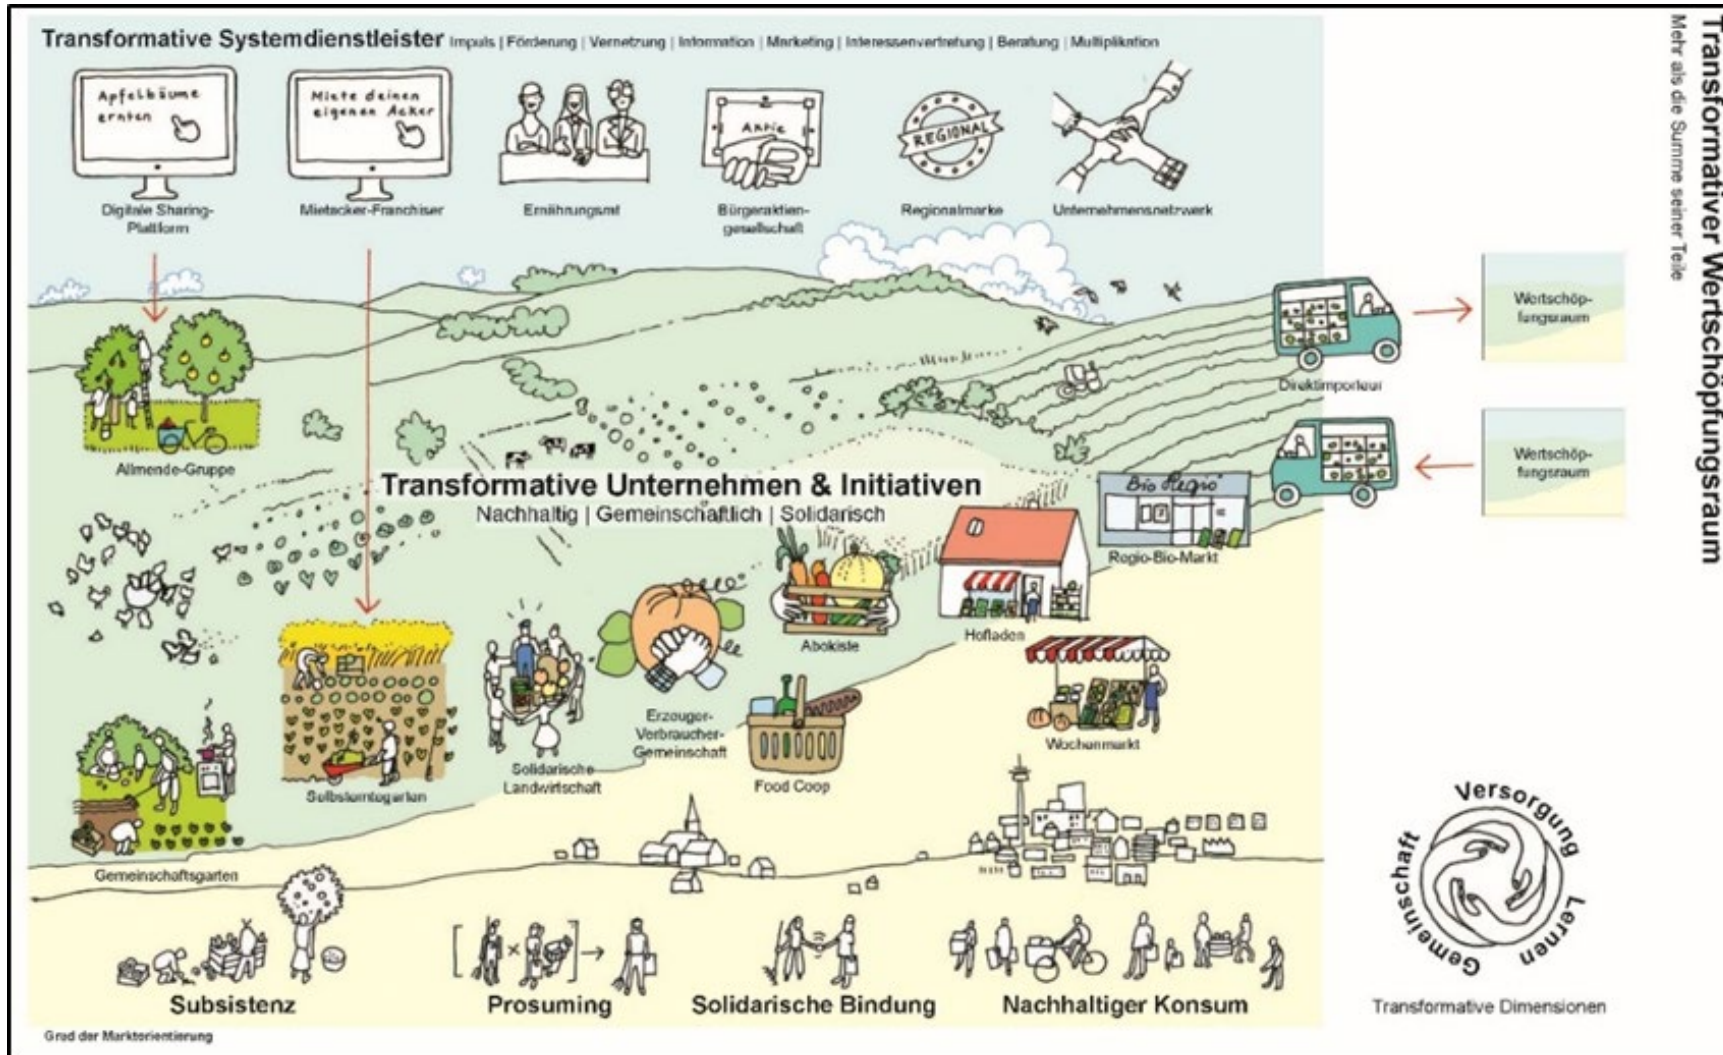 Transformative Systemdienstleister Impuls | Förderung | Vernetzung | Information | Marketing | Interessenvertretung | Beratung | Multiplikation
Apfelbäume
ernten
Miete deinen
eigenen Acker
Aktie
REGIONAL
Digitale Sharing-
Plattform
Mietacker-Franchiser
Ernährungsrat
Bürgeraktien-
gesellschaft
Regionalmarke
Unternehmensnetzwerk
Transformativer Wertschöpfungsraum
Mehr als die Summe seiner Teile
Wertschöp-
fungsraum
Direktimporteur
Wertschöp-
fungsraum
Allmende-Gruppe
Transformative Unternehmen & Initiativen
Nachhaltig | Gemeinschaftlich | Solidarisch
Bio Regio
Regio-Bio-Markt
Hofladen
Abokiste
Erzeuger-
Verbraucher-
Gemeinschaft
Wochenmarkt
Solidarische
Landwirtschaft
Food Coop
Selbsterntegarten
Gemeinschaftsgarten
Versorgung
Lernen
Gemeinschaft
Transformative Dimensionen
Subsistenz
Prosuming
Solidarische Bindung
Nachhaltiger Konsum
Grad der Marktorientierung